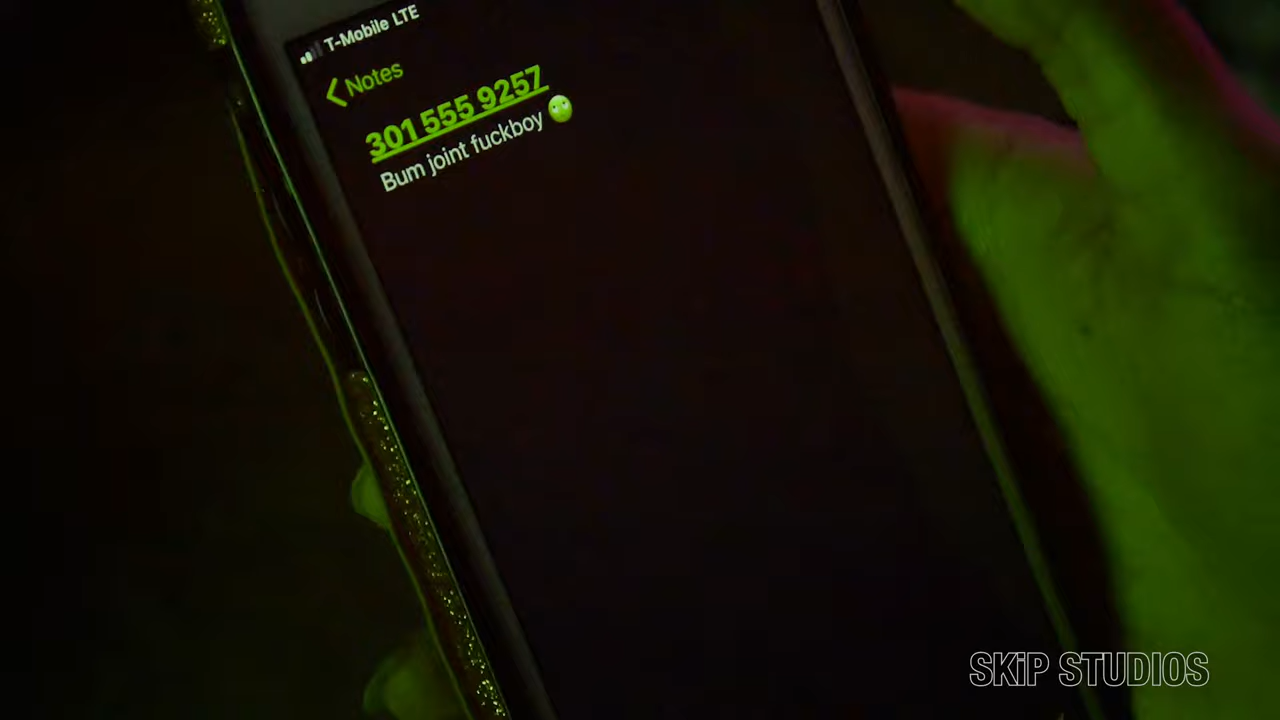 T-Mobile LTE
Notes
301 555 9257
Bum joint fuckboy 🙄
SKiP STUDIOS